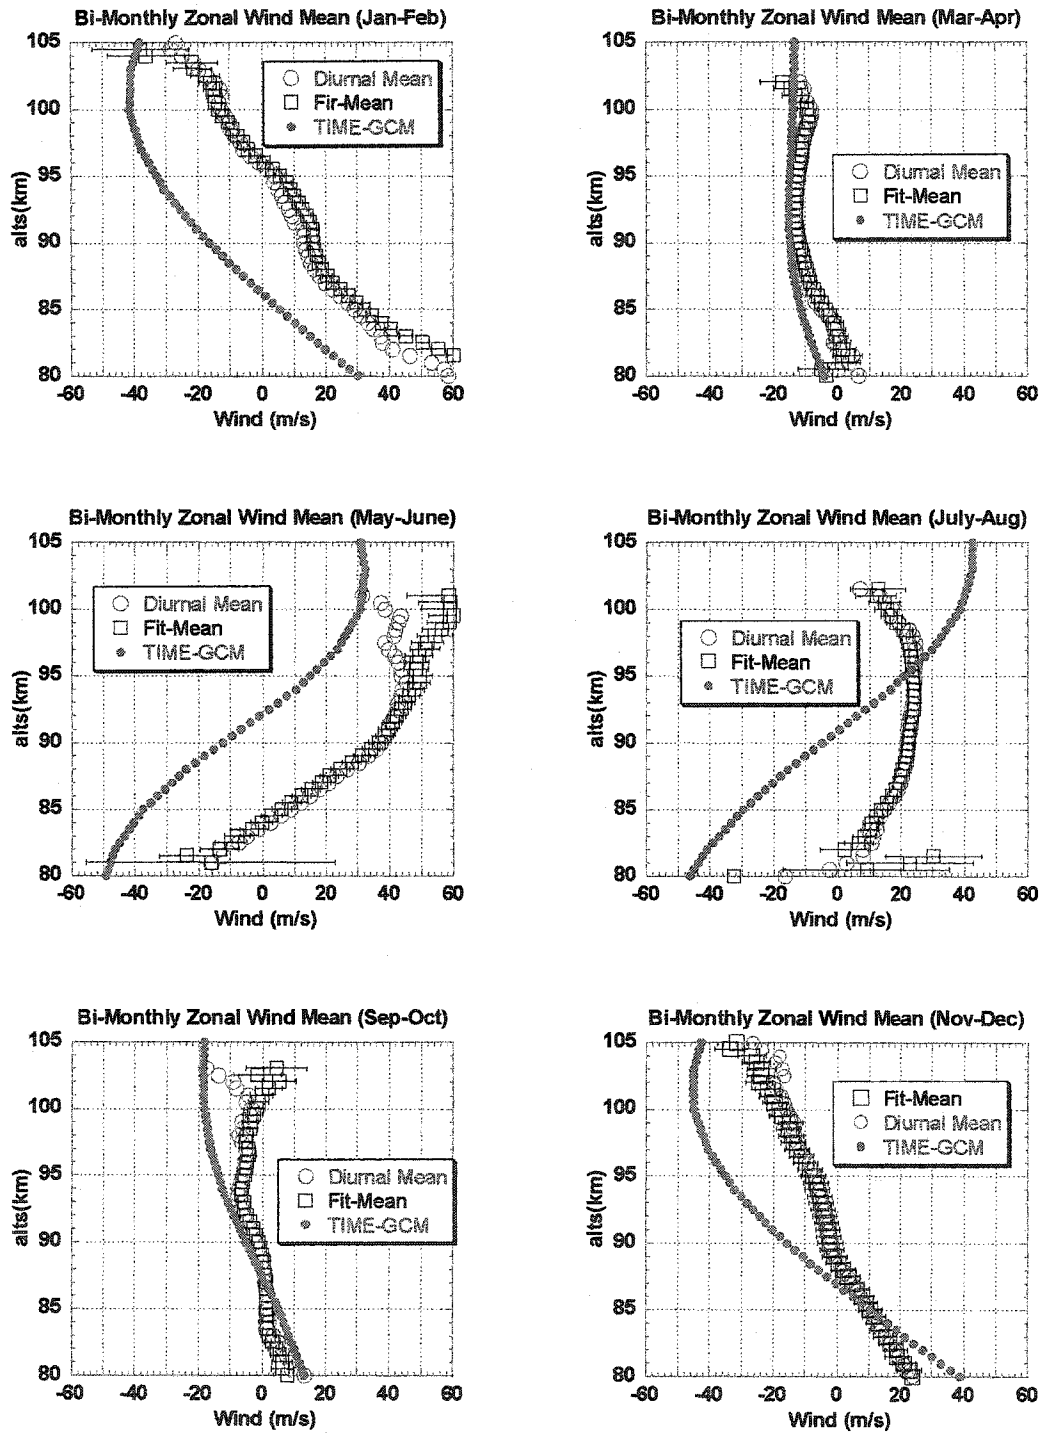 Bi-Monthly Zonal Wind Mean (Jan-Feb)
105
100
95
90
85
80
alts(km)
Diurnal Mean
Fir-Mean
TIME-GCM
-60 -40 -20 0 20 40 60
Wind (m/s)
Bi-Monthly Zonal Wind Mean (Mar-Apr)
105
100
95
90
85
80
alts(km)
Diurnal Mean
Fit-Mean
TIME-GCM
-60 -40 -20 0 20 40 60
Wind (m/s)
Bi-Monthly Zonal Wind Mean (May-June)
105
100
95
90
85
80
alts(km)
Diurnal Mean
Fit-Mean
TIME-GCM
-60 -40 -20 0 20 40 60
Wind (m/s)
Bi-Monthly Zonal Wind Mean (July-Aug)
105
100
95
90
85
80
alts(km)
Diurnal Mean
Fit-Mean
TIME-GCM
-60 -40 -20 0 20 40 60
Wind (m/s)
Bi-Monthly Zonal Wind Mean (Sep-Oct)
105
100
95
90
85
80
alts(km)
Diurnal Mean
Fit-Mean
TIME-GCM
-60 -40 -20 0 20 40 60
Wind (m/s)
Bi-Monthly Zonal Wind Mean (Nov-Dec)
105
100
95
90
85
80
alts(km)
Fit-Mean
Diurnal Mean
TIME-GCM
-60 -40 -20 0 20 40 60
Wind (m/s)